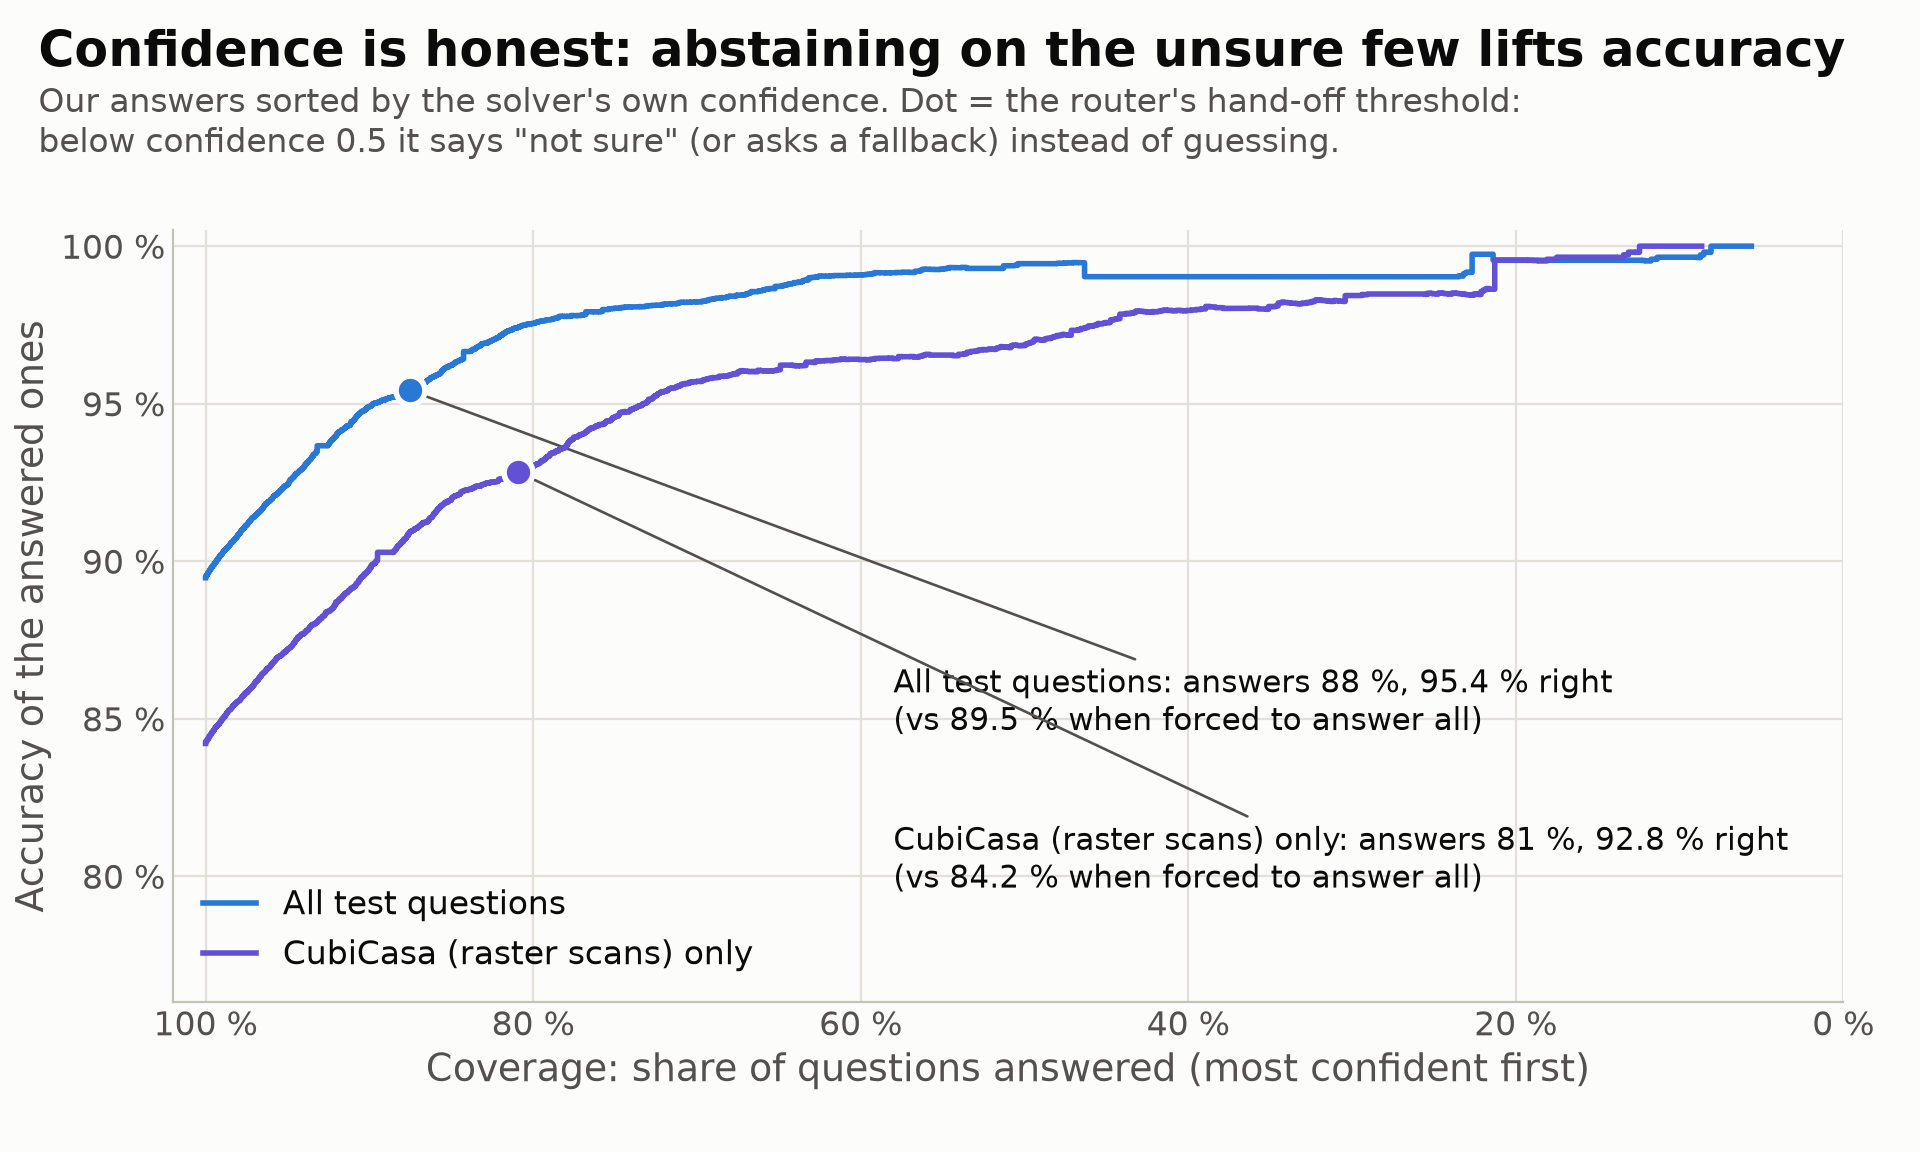 Confidence is honest: abstaining on the unsure few lifts accuracy
Our answers sorted by the solver's own confidence. Dot = the router's hand-off threshold:
below confidence 0.5 it says "not sure" (or asks a fallback) instead of guessing.
Accuracy of the answered ones
100 %
95 %
90 %
85 %
80 %
All test questions: answers 88 %, 95.4 % right
(vs 89.5 % when forced to answer all)
CubiCasa (raster scans) only: answers 81 %, 92.8 % right
(vs 84.2 % when forced to answer all)
All test questions
CubiCasa (raster scans) only
100 %
80 %
60 %
40 %
20 %
0 %
Coverage: share of questions answered (most confident first)